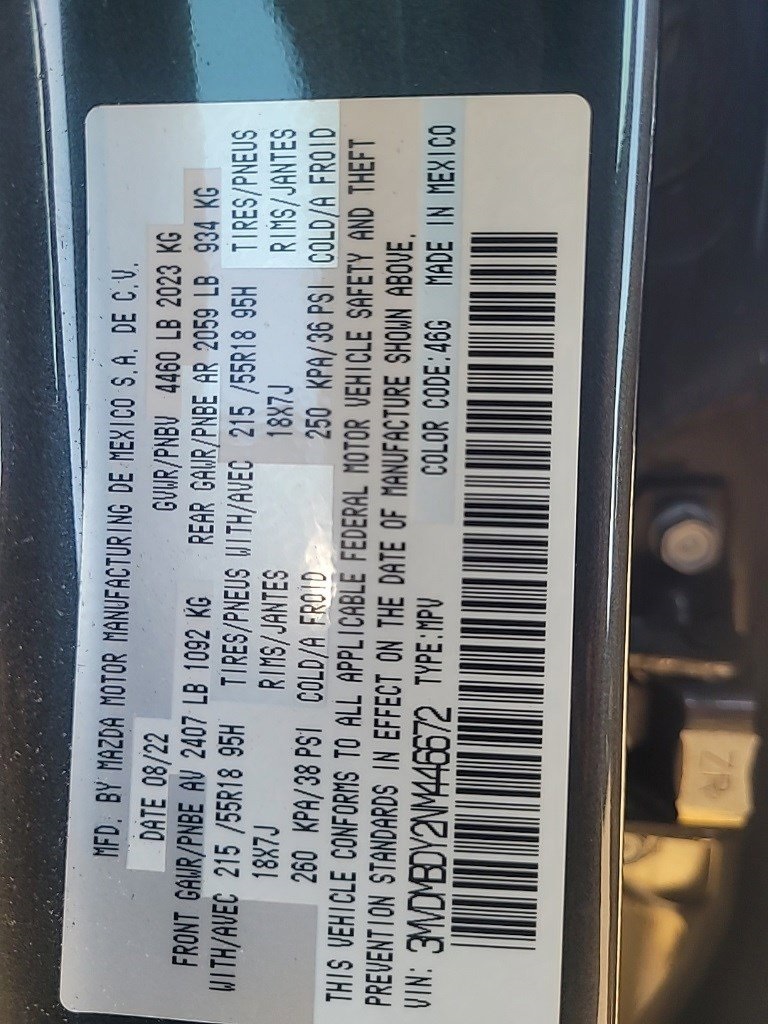 MFD. BY MAZDA MOTOR MANUFACTURING DE MEXICO S.A. DE C.V.
DATE 08/22 GVWR/PNBV 4460 LB 2023 KG
FRONT GAWR/PNBE AV 2407 LB 1092 KG REAR GAWR/PNBE AR 2059 LB 934 KG
WITH/AVEC 215 /55R18 95H TIRES/PNEUS WITH/AVEC 215 /55R18 95H TIRES/PNEUS
18X7J RIMS/JANTES 18X7J RIMS/JANTES
260 KPA/38 PSI COLD/A FROID 250 KPA/36 PSI COLD/A FROID
THIS VEHICLE CONFORMS TO ALL APPLICABLE FEDERAL MOTOR VEHICLE SAFETY AND THEFT
PREVENTION STANDARDS IN EFFECT ON THE DATE OF MANUFACTURE SHOWN ABOVE.
VIN: 3MVDMBDY2NM446672 TYPE:MPV COLOR CODE:46G MADE IN MEXICO